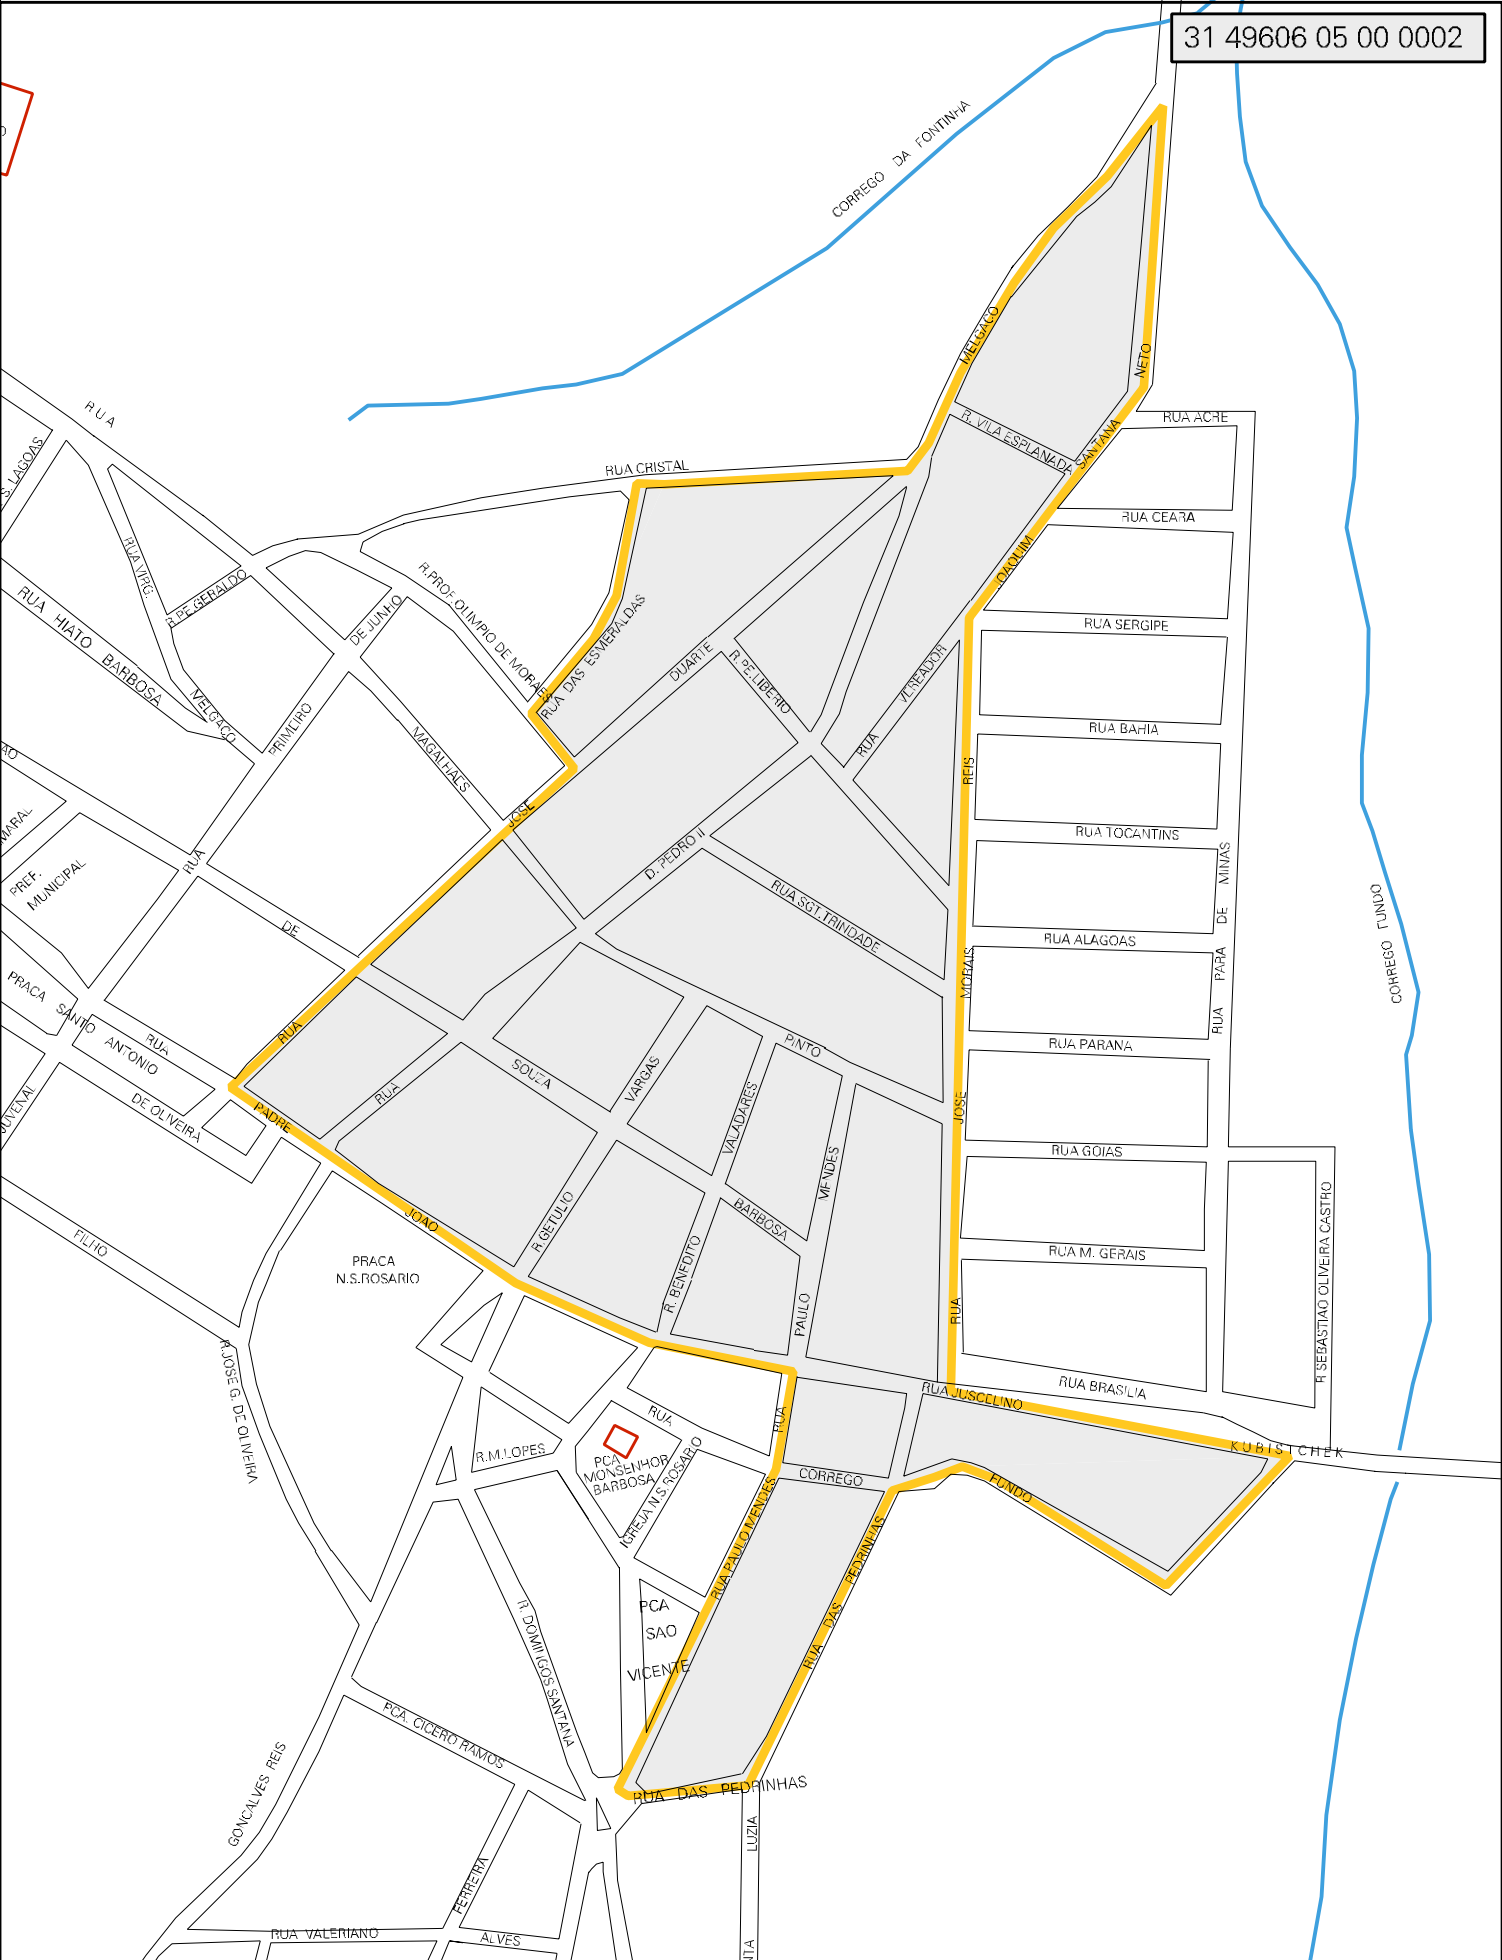 31 49606 05 00 0002
CORREGO DA FONTINHA
MELGACO
NETO
RUA ACRE
R. VILA ESPLANADA
SANTANA
RUA
LAGOAS
RUA CRISTAL
RUA CEARA
JOAQUIM
RUA VIRG.
R.PE.GERALDO
DE JUNHO
R.PROF.OLIMPIO DE MORAES
RUA DAS ESMERALDAS
RUA SERGIPE
RUA HIATO BARBOSA
MELGACO
PRIMEIRO
DUARTE
R.PE.LIBERIO
VEREADOR
RUA
RUA BAHIA
MAGALHAES
REIS
JOSE
RUA TOCANTINS
D. PEDRO II
RUA
PREF.
MUNICIPAL
RUA SGT.TRINDADE
RUA PARA DE MINAS
CORREGO FUNDO
DE
RUA ALAGOAS
MORAIS
PRACA SANTO ANTONIO
RUA
RUA
PINTO
RUA PARANA
SOUZA
VARGAS
RUA
VALADARES
JOSE
DE OLIVEIRA
PADRE
MENDES
RUA GOIAS
JUVENAL
JOAO
R.GETULIO
BARBOSA
FILHO
PRACA
N.S.ROSARIO
R. BENEDITO
PAULO
RUA
RUA M. GERAIS
R SEBASTIAO OLIVEIRA CASTRO
R.JOSE G. DE OLIVEIRA
RUA BRASILIA
RUA JUSCELINO
KUBISTCHEK
RUA
RUA
R.M.LOPES
PCA
MONSENHOR
BARBOSA
IGREJA N.S.ROSARIO
CORREGO
FUNDO
RUA PAULO MENDES
RUA DAS PEDRINHAS
PCA
SAO
VICENTE
R. DOMINGOS SANTANA
PCA. CICERO RAMOS
GONCALVES REIS
RUA DAS PEDRINHAS
LUZIA
FERREIRA
RUA VALERIANO
ALVES